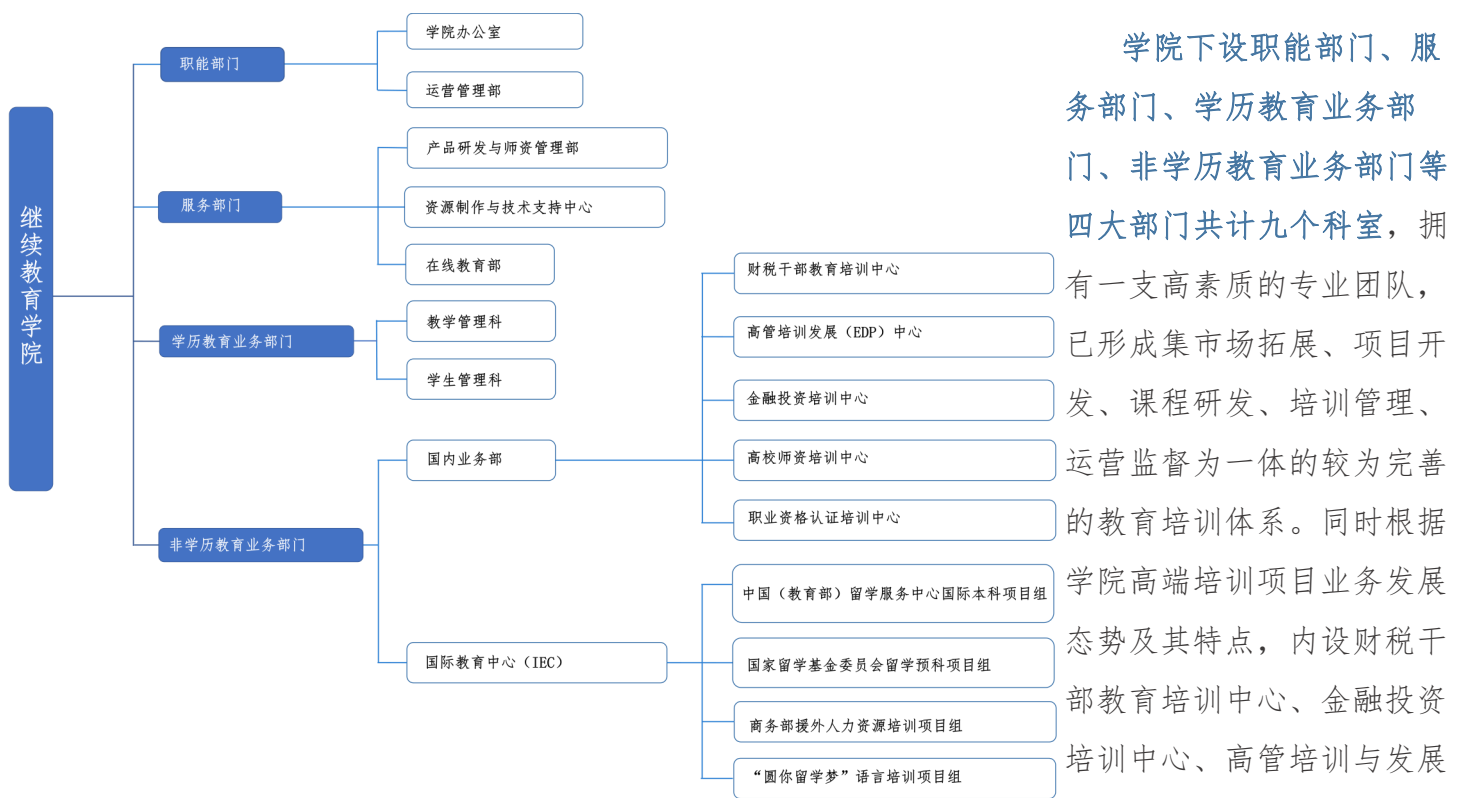 继续教育学院
职能部门
学院办公室
运营管理部
服务部门
产品研发与师资管理部
资源制作与技术支持中心
在线教育部
学历教育业务部门
教学管理科
学生管理科
非学历教育业务部门
国内业务部
财税干部教育培训中心
高管培训发展（EDP）中心
金融投资培训中心
高校师资培训中心
职业资格认证培训中心
国际教育中心（IEC）
中国（教育部）留学服务中心国际本科项目组
国家留学基金委员会留学预科项目组
商务部援外人力资源培训项目组
“圆你留学梦”语言培训项目组
学院下设职能部门、服
务部门、学历教育业务部
门、非学历教育业务部门等
四大部门共计九个科室，拥
有一支高素质的专业团队，
已形成集市场拓展、项目开
发、课程研发、培训管理、
运营监督为一体的较为完善
的教育培训体系。同时根据
学院高端培训项目业务发展
态势及其特点，内设财税干
部教育培训中心、金融投资
培训中心、高管培训与发展